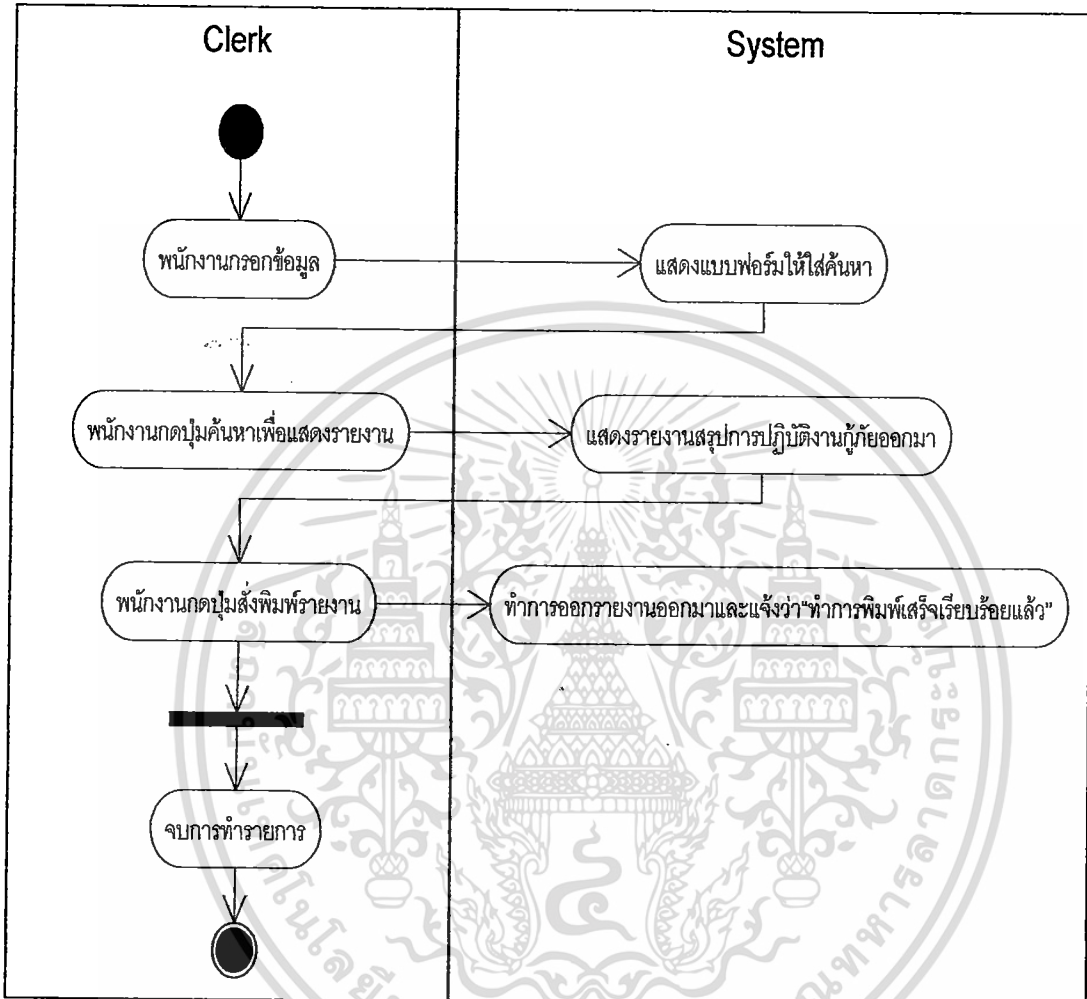 Clerk
System
พนักงานกรอกข้อมูล
แสดงแบบฟอร์มให้ใส่ค้นหา
พนักงานกดปุ่มค้นหาเพื่อแสดงรายงาน
แสดงรายงานสรุปการปฏิบัติงานกู้ภัยออกมา
พนักงานกดปุ่มสั่งพิมพ์รายงาน
ทำการออกรายงานออกมาและแจ้งว่า"ทำการพิมพ์เสร็จเรียบร้อยแล้ว"
จบการทำรายการ